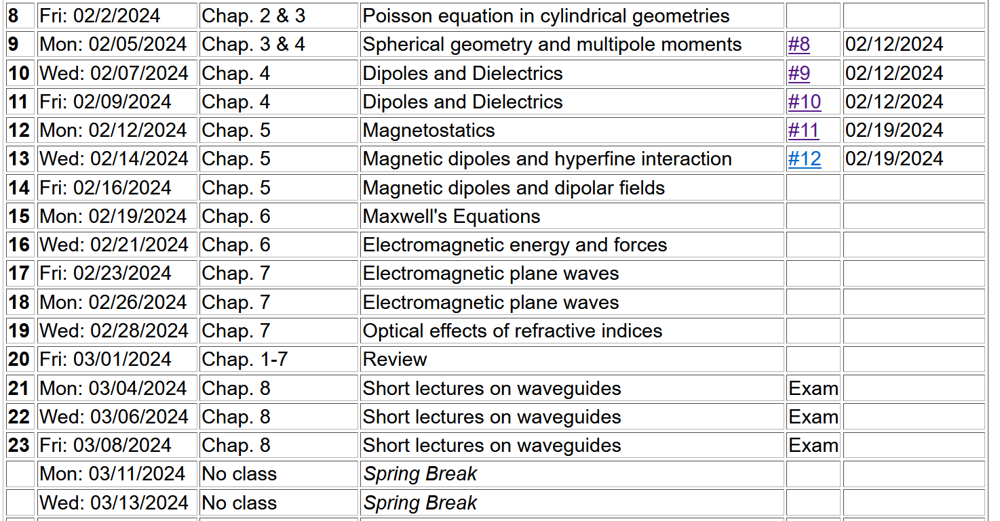 8 Fri: 02/2/2024 Chap. 2 & 3 Poisson equation in cylindrical geometries
9 Mon: 02/05/2024 Chap. 3 & 4 Spherical geometry and multipole moments #8 02/12/2024
10 Wed: 02/07/2024 Chap. 4 Dipoles and Dielectrics #9 02/12/2024
11 Fri: 02/09/2024 Chap. 4 Dipoles and Dielectrics #10 02/12/2024
12 Mon: 02/12/2024 Chap. 5 Magnetostatics #11 02/19/2024
13 Wed: 02/14/2024 Chap. 5 Magnetic dipoles and hyperfine interaction #12 02/19/2024
14 Fri: 02/16/2024 Chap. 5 Magnetic dipoles and dipolar fields
15 Mon: 02/19/2024 Chap. 6 Maxwell's Equations
16 Wed: 02/21/2024 Chap. 6 Electromagnetic energy and forces
17 Fri: 02/23/2024 Chap. 7 Electromagnetic plane waves
18 Mon: 02/26/2024 Chap. 7 Electromagnetic plane waves
19 Wed: 02/28/2024 Chap. 7 Optical effects of refractive indices
20 Fri: 03/01/2024 Chap. 1-7 Review
21 Mon: 03/04/2024 Chap. 8 Short lectures on waveguides Exam
22 Wed: 03/06/2024 Chap. 8 Short lectures on waveguides Exam
23 Fri: 03/08/2024 Chap. 8 Short lectures on waveguides Exam
Mon: 03/11/2024 No class Spring Break
Wed: 03/13/2024 No class Spring Break